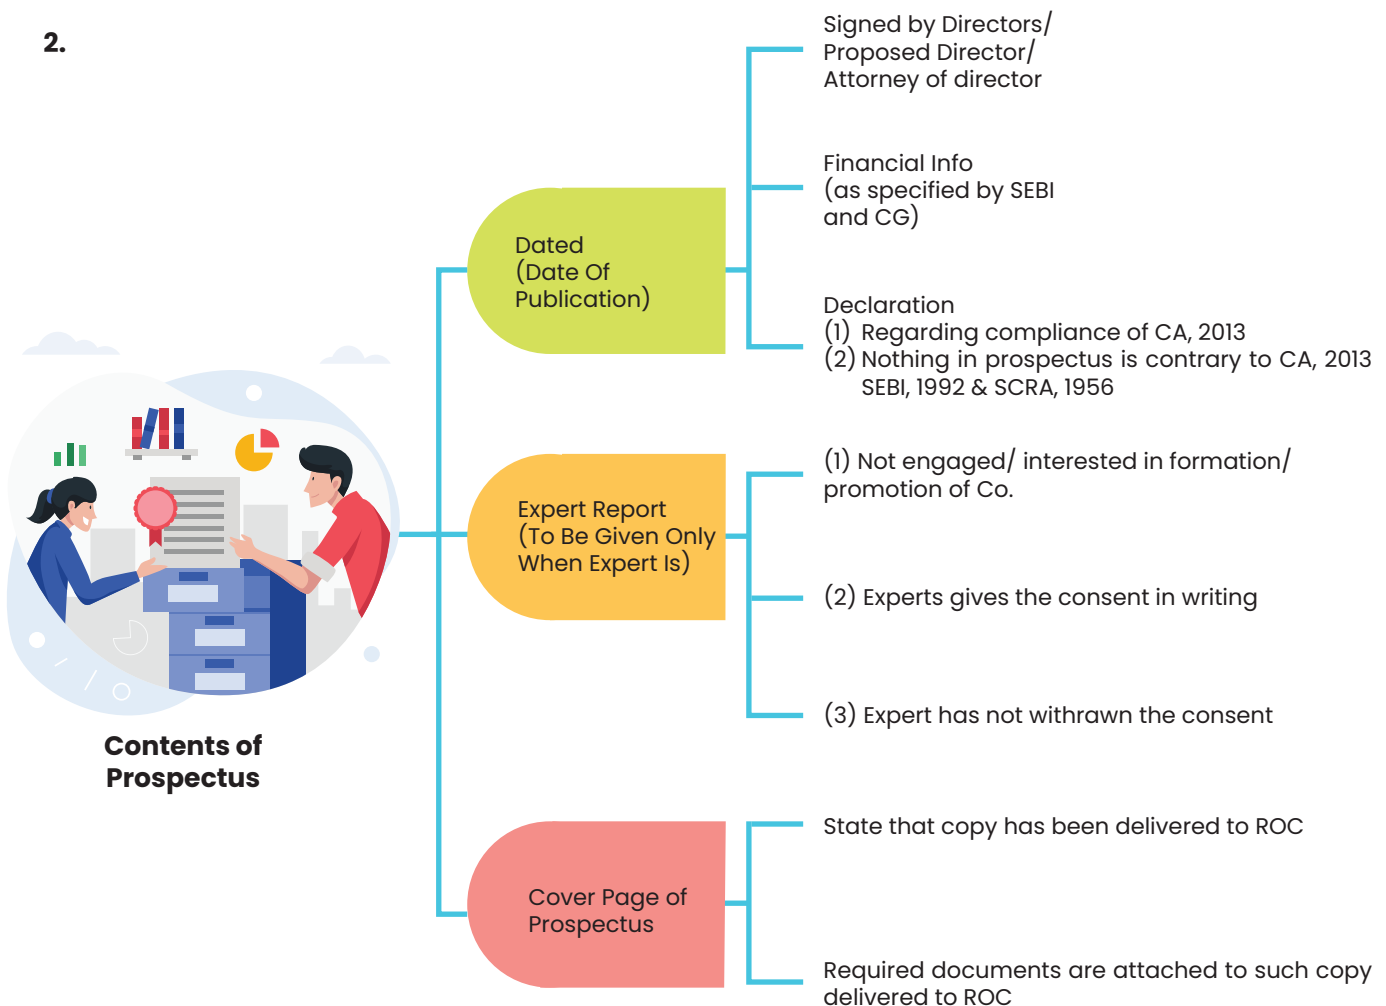 2.
Contents of
Prospectus
Dated
(Date Of
Publication)
Signed by Directors/
Proposed Director/
Attorney of director
Financial Info
(as specified by SEBI
and CG)
Declaration
(1) Regarding compliance of CA, 2013
(2) Nothing in prospectus is contrary to CA, 2013
SEBI, 1992 & SCRA, 1956
Expert Report
(To Be Given Only
When Expert Is)
(1) Not engaged/ interested in formation/
promotion of Co.
(2) Experts gives the consent in writing
(3) Expert has not withrawn the consent
Cover Page of
Prospectus
State that copy has been delivered to ROC
Required documents are attached to such copy
delivered to ROC